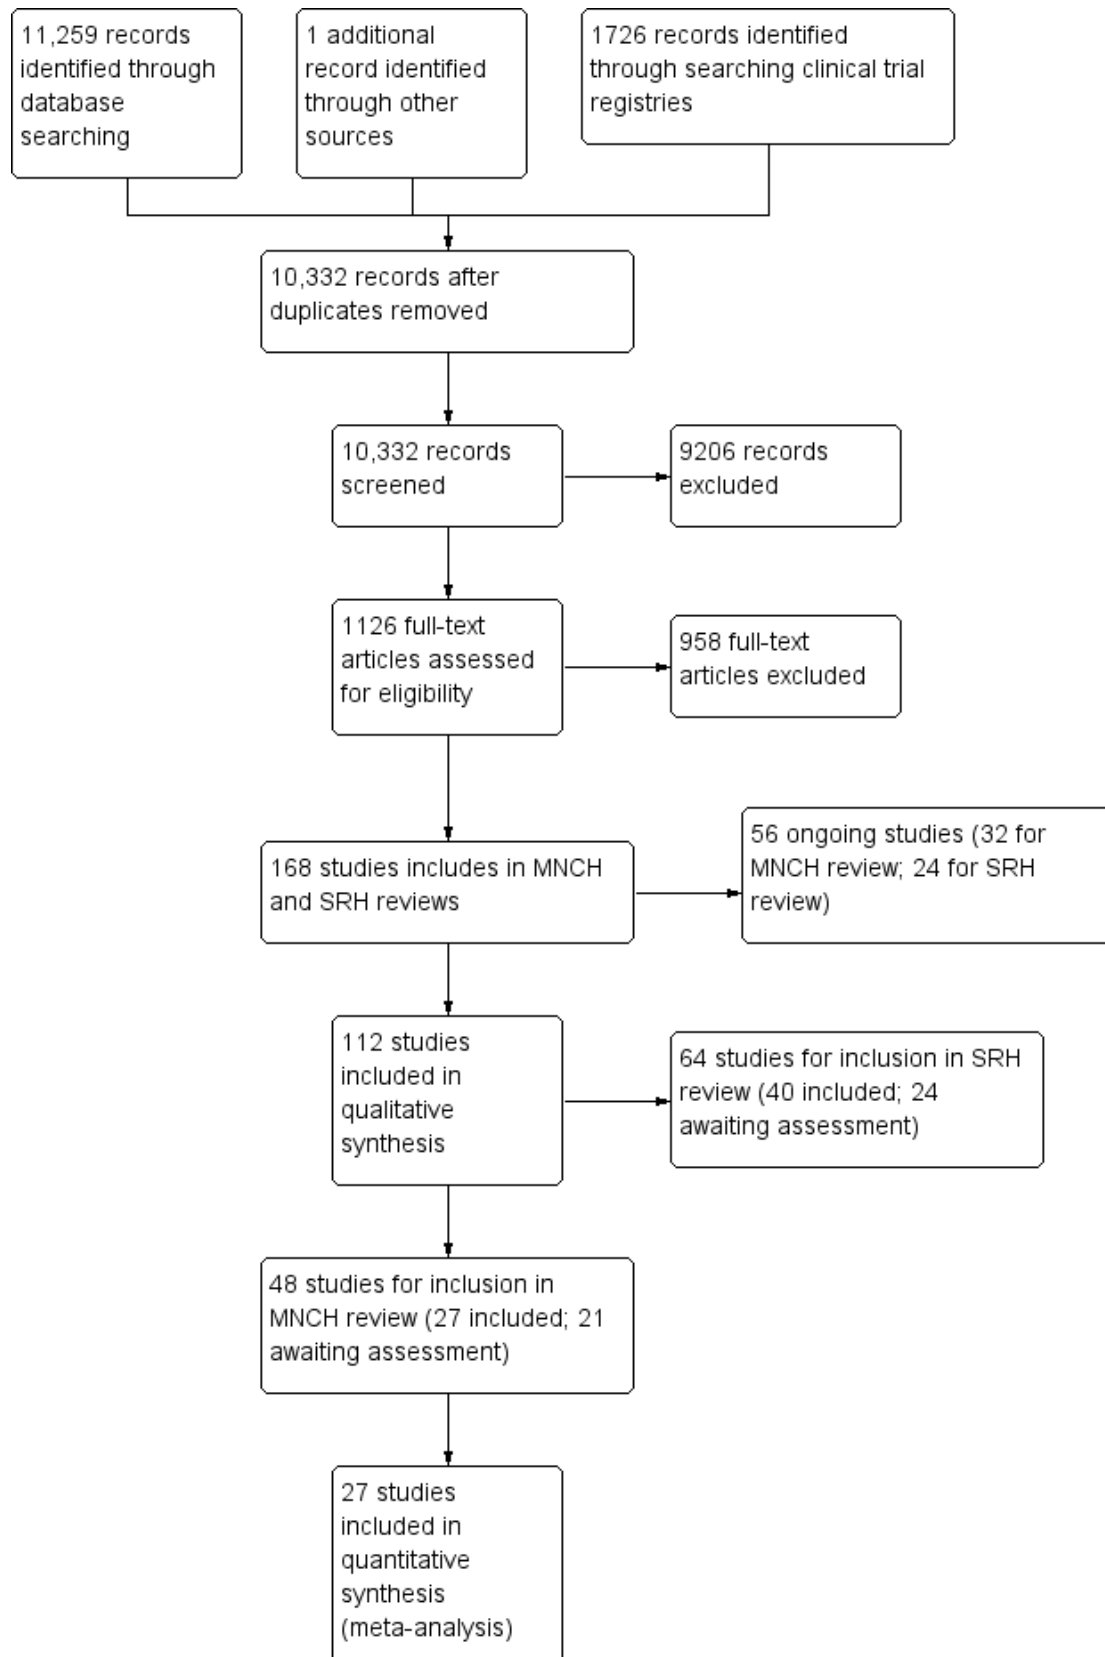 11,259 records
identified through
database
searching
1 additional
record identified
through other
sources
1726 records identified
through searching clinical trial
registries
10,332 records after
duplicates removed
10,332 records
screened
9206 records
excluded
1126 full-text
articles assessed
for eligibility
958 full-text
articles excluded
168 studies includes in MNCH
and SRH reviews
56 ongoing studies (32 for
MNCH review; 24 for SRH
review)
112 studies
included in
qualitative
synthesis
64 studies for inclusion in SRH
review (40 included; 24
awaiting assessment)
48 studies for inclusion in
MNCH review (27 included; 21
awaiting assessment)
27 studies
included in
quantitative
synthesis
(meta-analysis)